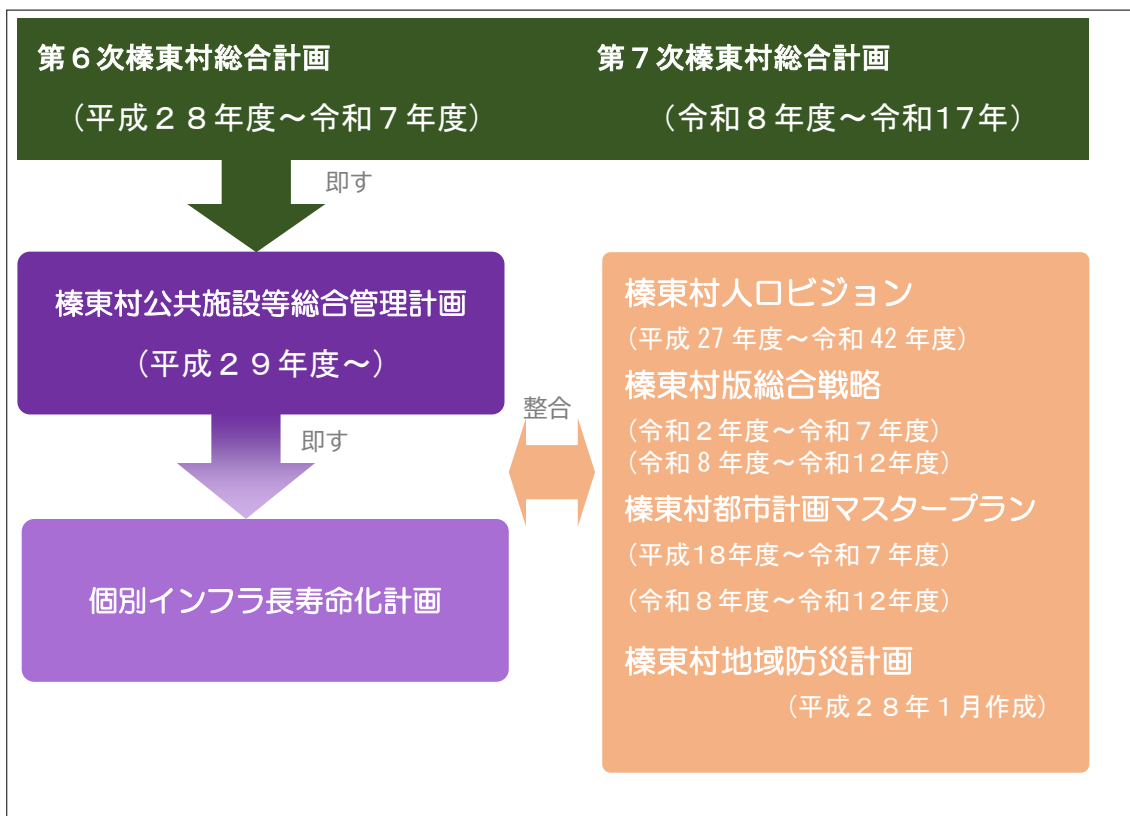 第６次榛東村総合計画
（平成２８年度～令和７年度）
第７次榛東村総合計画
（令和８年度～令和17年）
即す
榛東村公共施設等総合管理計画
（平成２９年度～）
即す
個別インフラ長寿命化計画
整合
榛東村人口ビジョン
（平成 27 年度～令和 42 年度）
榛東村版総合戦略
（令和２年度～令和７年度）
（令和８年度～令和12年度）
榛東村都市計画マスタープラン
（平成18年度～令和７年度）
（令和８年度～令和12年度）
榛東村地域防災計画
（平成２８年１月作成）